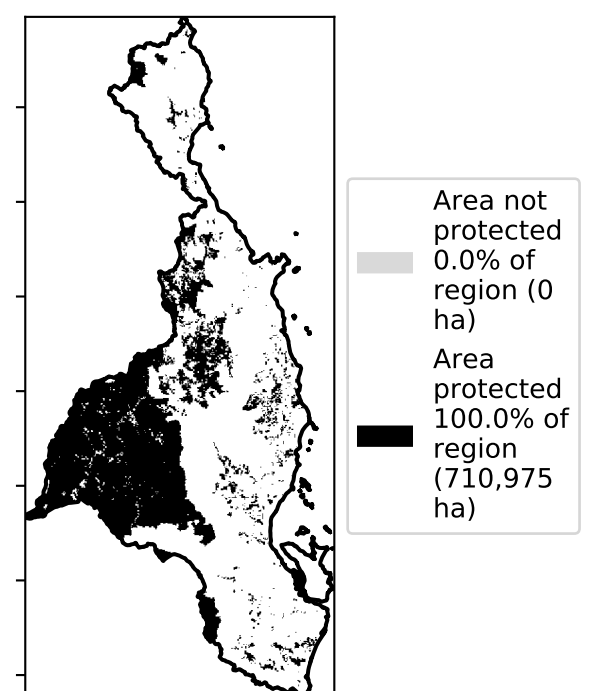 Area not
protected
0.0% of
region (0
ha)
Area
protected
100.0% of
region
(710,975
ha)